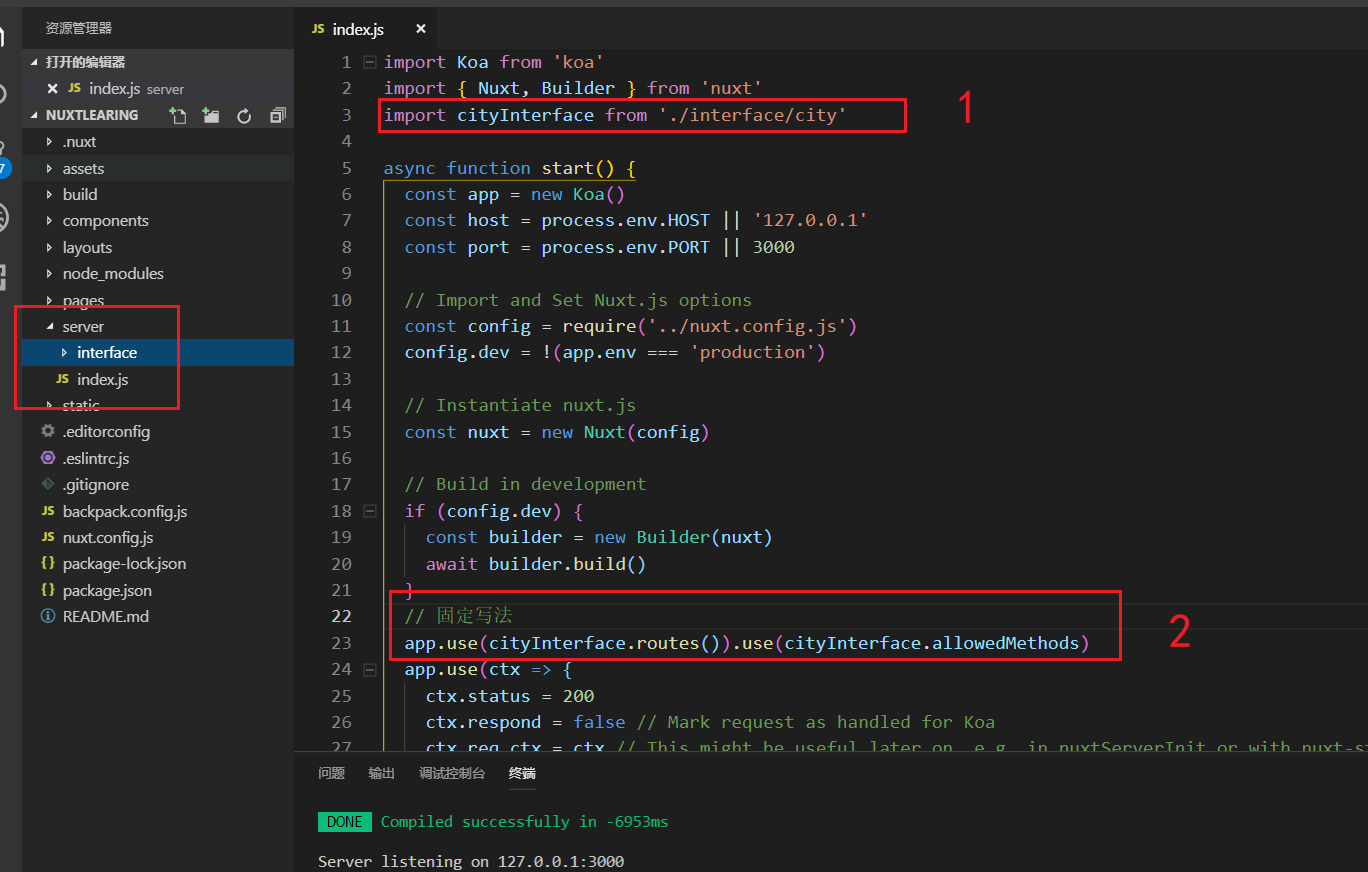 资源管理器
打开的编辑器
index.js server
NUXTLEARING
.nuxt
assets
build
components
layouts
node_modules
pages
server
interface
JS index.js
static
.editorconfig
.eslintrc.js
.gitignore
JS backpack.config.js
JS nuxt.config.js
{} package-lock.json
{} package.json
README.md
7
JS index.js
1 import Koa from 'koa'
2 import { Nuxt, Builder } from 'nuxt'
3 import cityInterface from './interface/city'
1
4
5 async function start() {
6 const app = new Koa()
7 const host = process.env.HOST || '127.0.0.1'
8 const port = process.env.PORT || 3000
9
10 // Import and Set Nuxt.js options
11 const config = require('../nuxt.config.js')
12 config.dev = !(app.env === 'production')
13
14 // Instantiate nuxt.js
15 const nuxt = new Nuxt(config)
16
17 // Build in development
18 if (config.dev) {
19 const builder = new Builder(nuxt)
20 await builder.build()
21 }
22 // 固定写法
23 app.use(cityInterface.routes()).use(cityInterface.allowedMethods)
2
24 app.use(ctx => {
25 ctx.status = 200
26 ctx.respond = false // Mark request as handled for Koa
27 ctx.req.ctx = ctx // This might be useful later on, e.g. in nuxtServerInit or with nuxt-st
问题 输出 调试控制台 终端
DONE Compiled successfully in -6953ms
Server listening on 127.0.0.1:3000